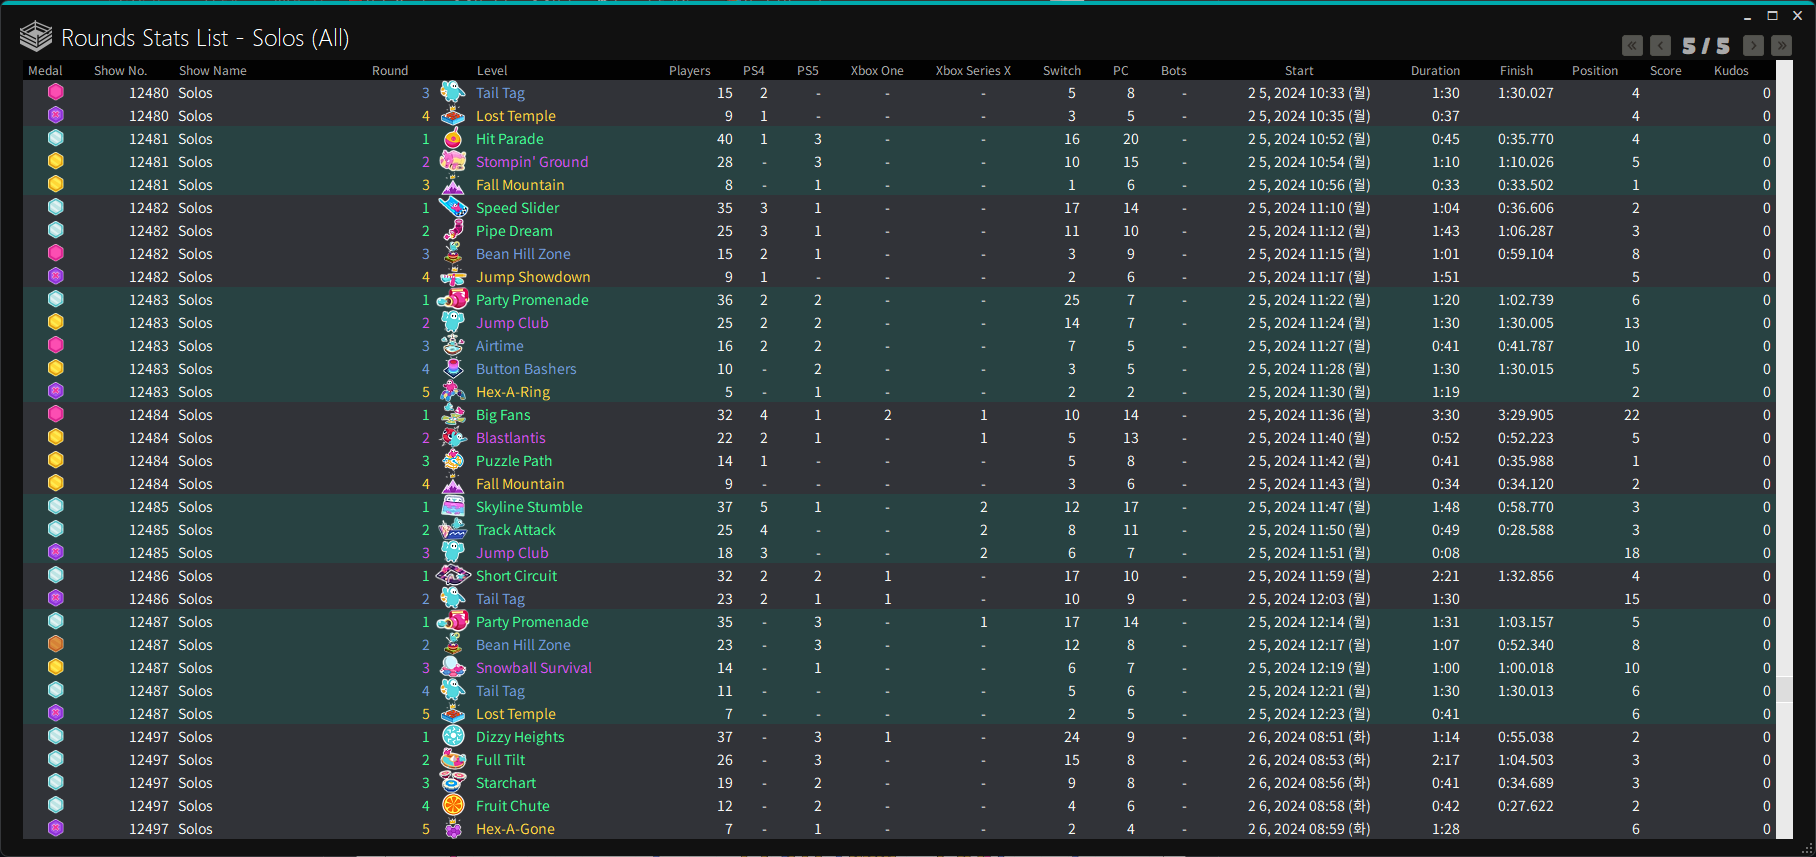 Rounds Stats List - Solos (All)
« ‹ 5 / 5 › »
Medal Show No. Show Name Round Level Players PS4 PS5 Xbox One Xbox Series X Switch PC Bots Start Duration Finish Position Score Kudos
12480 Solos 3 Tail Tag 15 2 - - - 5 8 - 2 5, 2024 10:33 (월) 1:30 1:30.027 4 0
12480 Solos 4 Lost Temple 9 1 - - - 3 5 - 2 5, 2024 10:35 (월) 0:37 4 0
12481 Solos 1 Hit Parade 40 1 3 - - 16 20 - 2 5, 2024 10:52 (월) 0:45 0:35.770 4 0
12481 Solos 2 Stompin' Ground 28 - 3 - - 10 15 - 2 5, 2024 10:54 (월) 1:10 1:10.026 5 0
12481 Solos 3 Fall Mountain 8 - 1 - - 1 6 - 2 5, 2024 10:56 (월) 0:33 0:33.502 1 0
12482 Solos 1 Speed Slider 35 3 1 - - 17 14 - 2 5, 2024 11:10 (월) 1:04 0:36.606 2 0
12482 Solos 2 Pipe Dream 25 3 1 - - 11 10 - 2 5, 2024 11:12 (월) 1:43 1:06.287 3 0
12482 Solos 3 Bean Hill Zone 15 2 1 - - 3 9 - 2 5, 2024 11:15 (월) 1:01 0:59.104 8 0
12482 Solos 4 Jump Showdown 9 1 - - - 2 6 - 2 5, 2024 11:17 (월) 1:51 5 0
12483 Solos 1 Party Promenade 36 2 2 - - 25 7 - 2 5, 2024 11:22 (월) 1:20 1:02.739 6 0
12483 Solos 2 Jump Club 25 2 2 - - 14 7 - 2 5, 2024 11:24 (월) 1:30 1:30.005 13 0
12483 Solos 3 Airtime 16 2 2 - - 7 5 - 2 5, 2024 11:27 (월) 0:41 0:41.787 10 0
12483 Solos 4 Button Bashers 10 - 2 - - 3 5 - 2 5, 2024 11:28 (월) 1:30 1:30.015 5 0
12483 Solos 5 Hex-A-Ring 5 - 1 - - 2 2 - 2 5, 2024 11:30 (월) 1:19 2 0
12484 Solos 1 Big Fans 32 4 1 2 1 10 14 - 2 5, 2024 11:36 (월) 3:30 3:29.905 22 0
12484 Solos 2 Blastlantis 22 2 1 - 1 5 13 - 2 5, 2024 11:40 (월) 0:52 0:52.223 5 0
12484 Solos 3 Puzzle Path 14 1 - - - 5 8 - 2 5, 2024 11:42 (월) 0:41 0:35.988 1 0
12484 Solos 4 Fall Mountain 9 - - - - 3 6 - 2 5, 2024 11:43 (월) 0:34 0:34.120 2 0
12485 Solos 1 Skyline Stumble 37 5 1 - 2 12 17 - 2 5, 2024 11:47 (월) 1:48 0:58.770 3 0
12485 Solos 2 Track Attack 25 4 - - 2 8 11 - 2 5, 2024 11:50 (월) 0:49 0:28.588 3 0
12485 Solos 3 Jump Club 18 3 - - 2 6 7 - 2 5, 2024 11:51 (월) 0:08 18 0
12486 Solos 1 Short Circuit 32 2 2 1 - 17 10 - 2 5, 2024 11:59 (월) 2:21 1:32.856 4 0
12486 Solos 2 Tail Tag 23 2 1 1 - 10 9 - 2 5, 2024 12:03 (월) 1:30 15 0
12487 Solos 1 Party Promenade 35 - 3 - 1 17 14 - 2 5, 2024 12:14 (월) 1:31 1:03.157 5 0
12487 Solos 2 Bean Hill Zone 23 - 3 - - 12 8 - 2 5, 2024 12:17 (월) 1:07 0:52.340 8 0
12487 Solos 3 Snowball Survival 14 - 1 - - 6 7 - 2 5, 2024 12:19 (월) 1:00 1:00.018 10 0
12487 Solos 4 Tail Tag 11 - - - - 5 6 - 2 5, 2024 12:21 (월) 1:30 1:30.013 6 0
12487 Solos 5 Lost Temple 7 - - - - 2 5 - 2 5, 2024 12:23 (월) 0:41 6 0
12497 Solos 1 Dizzy Heights 37 - 3 1 - 24 9 - 2 6, 2024 08:51 (화) 1:14 0:55.038 2 0
12497 Solos 2 Full Tilt 26 - 3 - - 15 8 - 2 6, 2024 08:53 (화) 2:17 1:04.503 3 0
12497 Solos 3 Starchart 19 - 2 - - 9 8 - 2 6, 2024 08:56 (화) 0:41 0:34.689 3 0
12497 Solos 4 Fruit Chute 12 - 2 - - 4 6 - 2 6, 2024 08:58 (화) 0:42 0:27.622 2 0
12497 Solos 5 Hex-A-Gone 7 - 1 - - 2 4 - 2 6, 2024 08:59 (화) 1:28 6 0